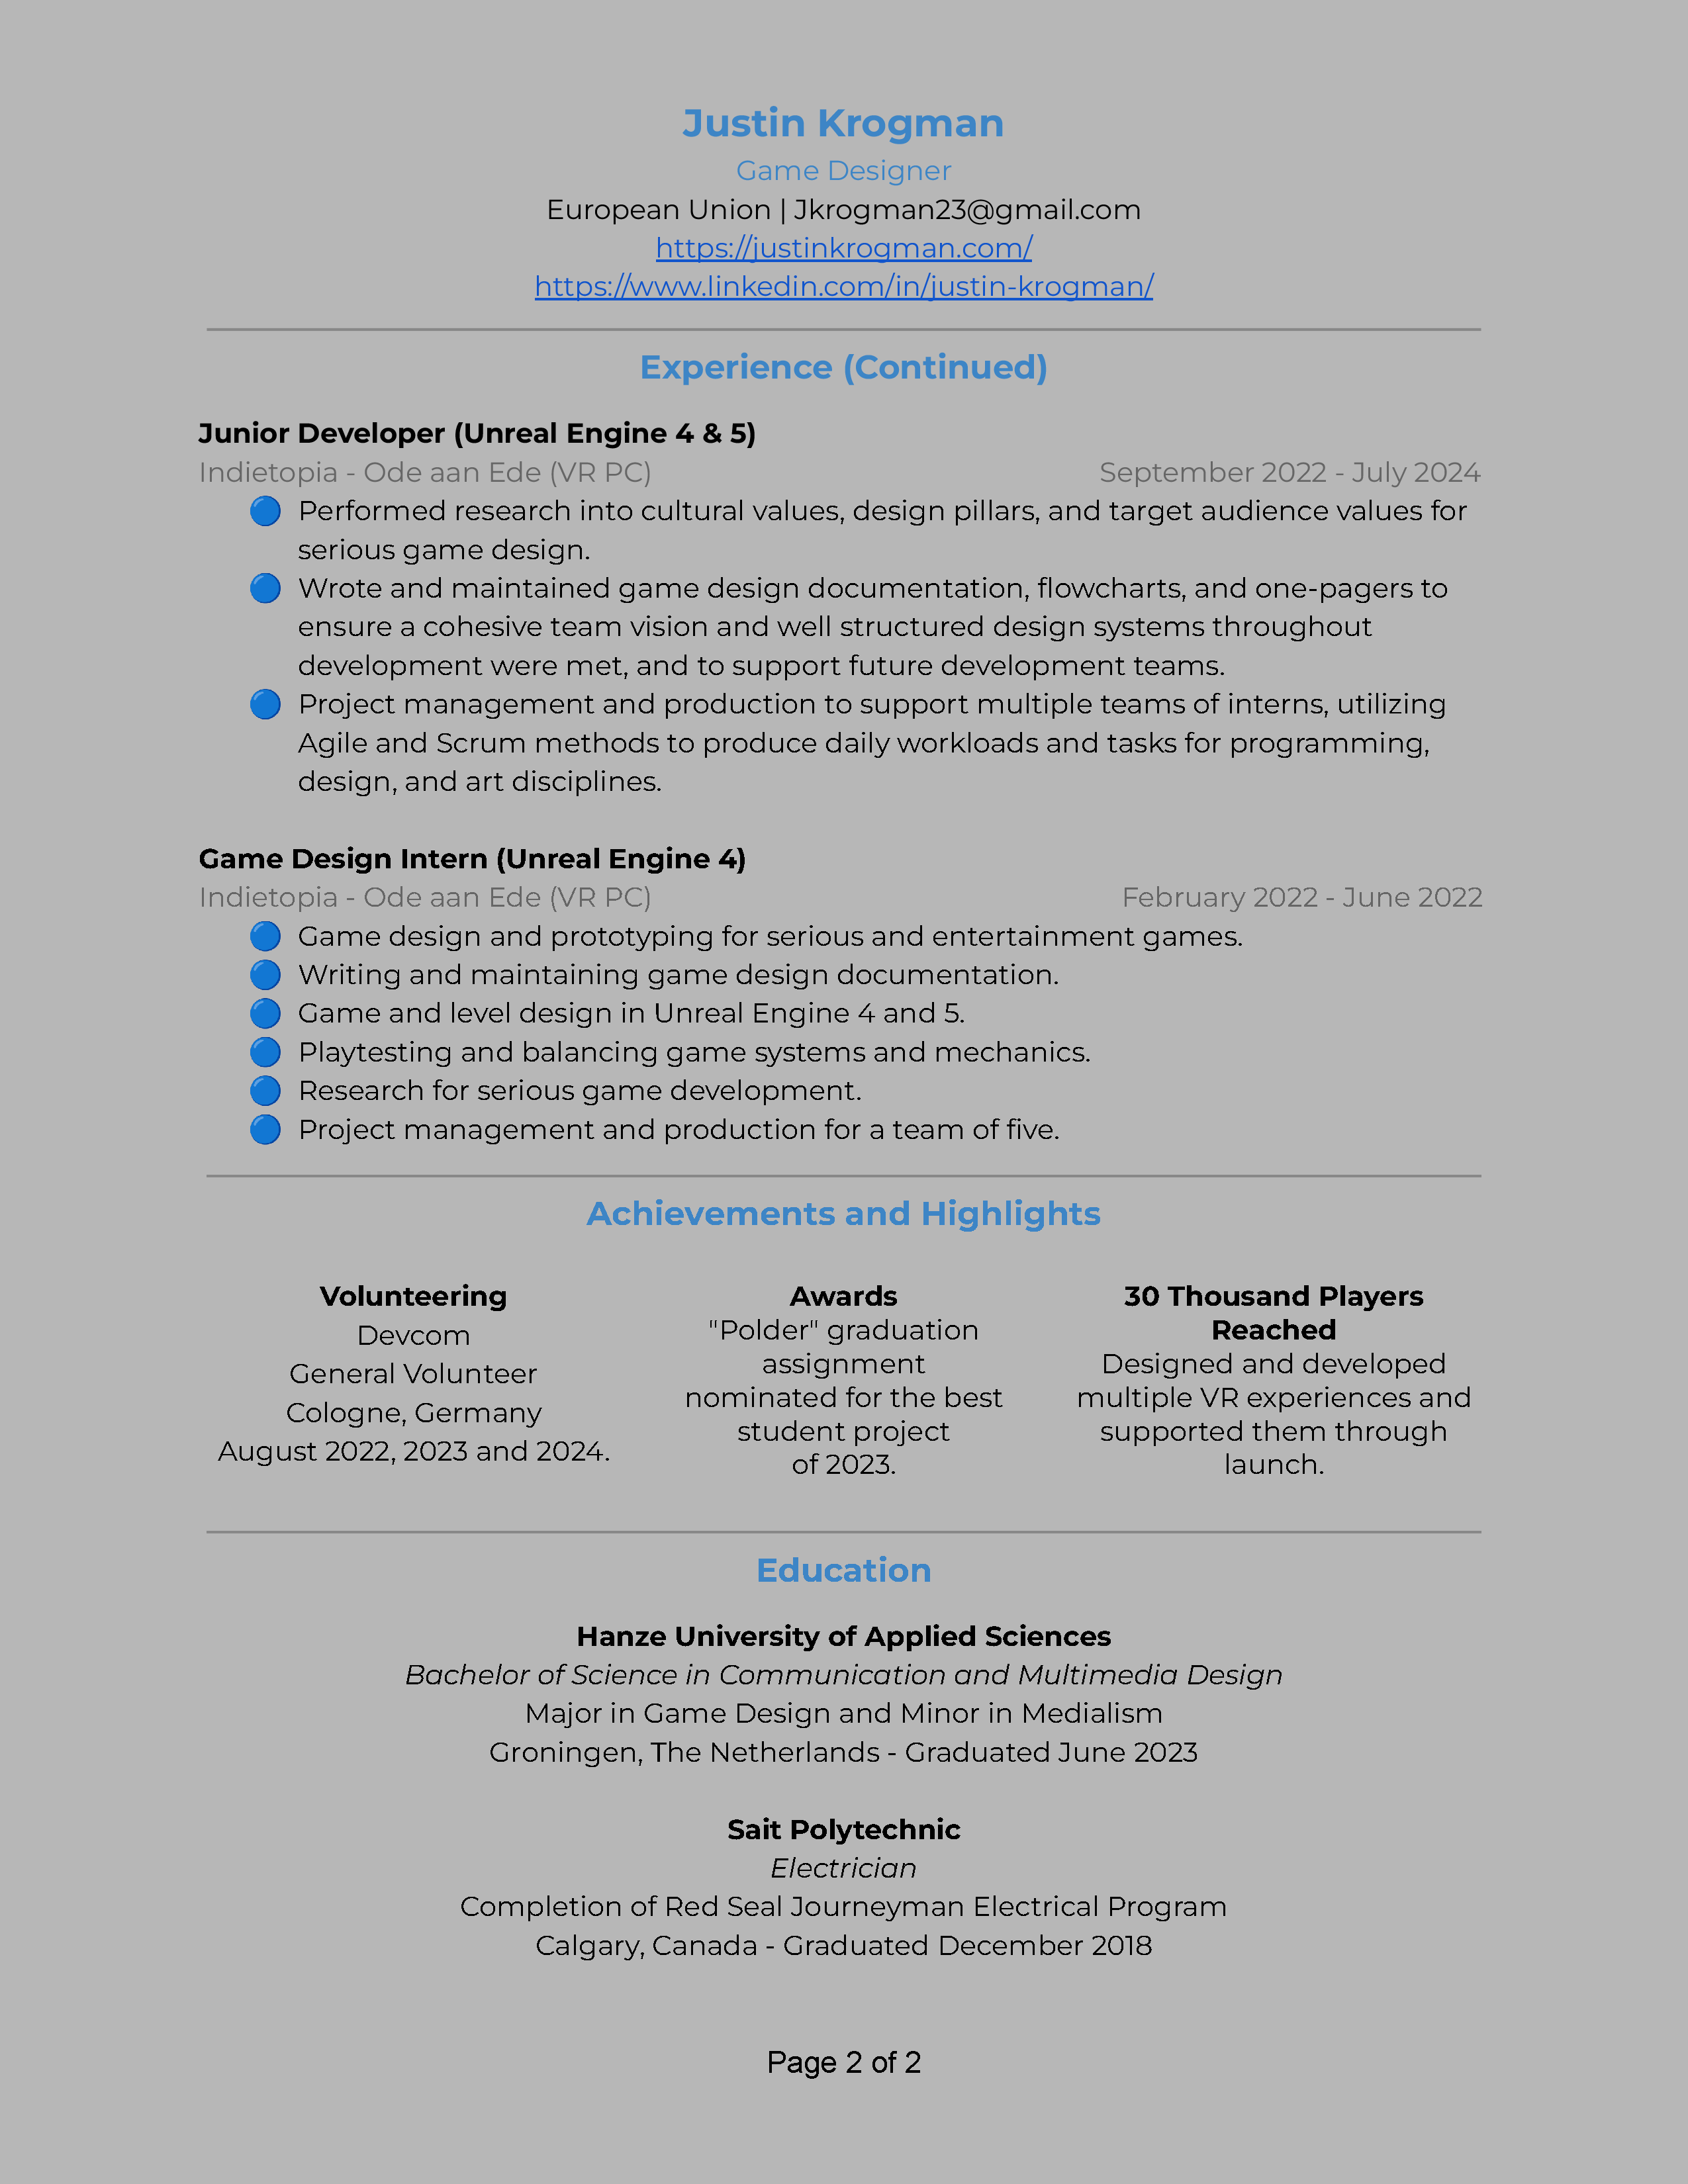 Justin Krogman
Game Designer
European Union | Jkrogman23@gmail.com
https://justinkrogman.com/
https://www.linkedin.com/in/justin-krogman/
Experience (Continued)
Junior Developer (Unreal Engine 4 & 5)
Indietopia - Ode aan Ede (VR PC) September 2022 - July 2024
Performed research into cultural values, design pillars, and target audience values for
serious game design.
Wrote and maintained game design documentation, flowcharts, and one-pagers to
ensure a cohesive team vision and well structured design systems throughout
development were met, and to support future development teams.
Project management and production to support multiple teams of interns, utilizing
Agile and Scrum methods to produce daily workloads and tasks for programming,
design, and art disciplines.
Game Design Intern (Unreal Engine 4)
Indietopia - Ode aan Ede (VR PC) February 2022 - June 2022
Game design and prototyping for serious and entertainment games.
Writing and maintaining game design documentation.
Game and level design in Unreal Engine 4 and 5.
Playtesting and balancing game systems and mechanics.
Research for serious game development.
Project management and production for a team of five.
Achievements and Highlights
Volunteering
Devcom
General Volunteer
Cologne, Germany
August 2022, 2023 and 2024.
Awards
"Polder" graduation
assignment
nominated for the best
student project
of 2023.
30 Thousand Players
Reached
Designed and developed
multiple VR experiences and
supported them through
launch.
Education
Hanze University of Applied Sciences
Bachelor of Science in Communication and Multimedia Design
Major in Game Design and Minor in Medialism
Groningen, The Netherlands - Graduated June 2023
Sait Polytechnic
Electrician
Completion of Red Seal Journeyman Electrical Program
Calgary, Canada - Graduated December 2018
Page 2 of 2